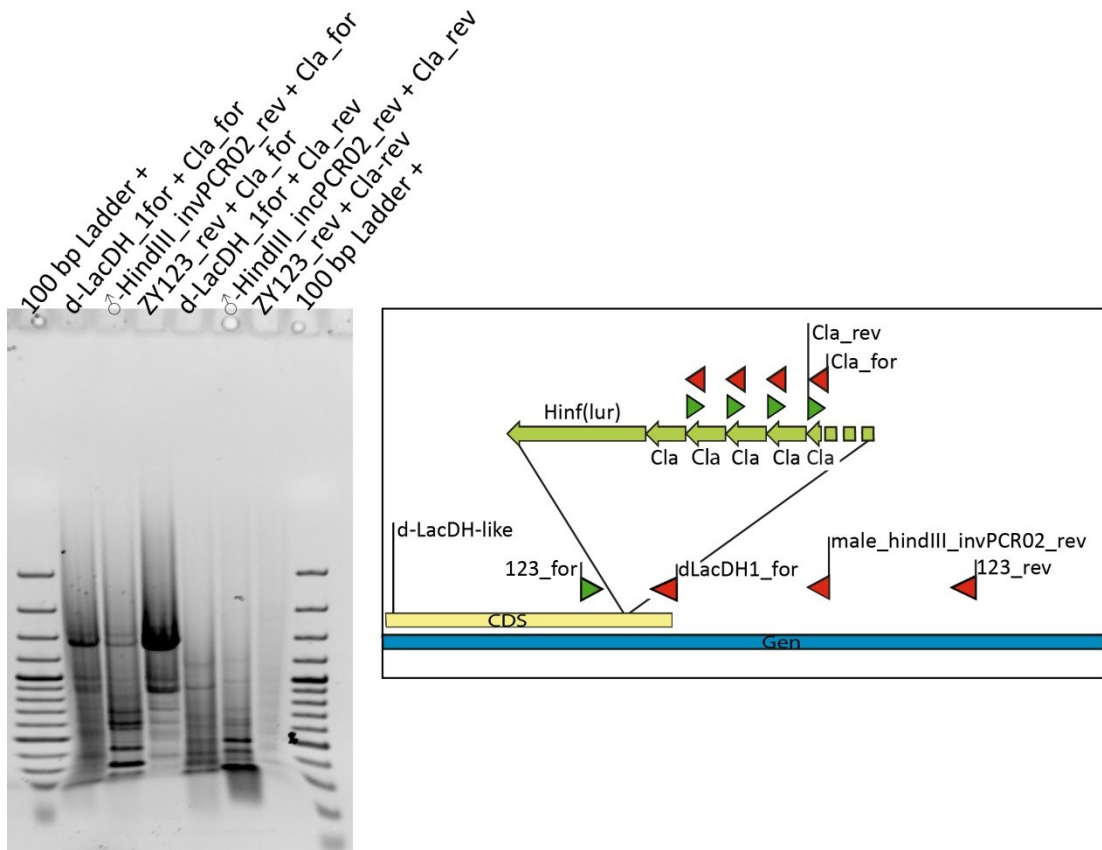 100 bp Ladder +
d-LacDH_1for + Cla_for
♂-HindIII_invPCR02_rev + Cla_for
ZY123_rev + Cla_for
d-LacDH_1for + Cla_rev
♂-HindIII_incPCR02_rev + Cla_rev
ZY123_rev + Cla-rev
100 bp Ladder +
Cla_rev
Cla_for
Hinf(lur)
Cla Cla Cla Cla Cla
d-LacDH-like
male_hindIII_invPCR02_rev
123_for
dLacDH1_for
123_rev
CDS
Gen